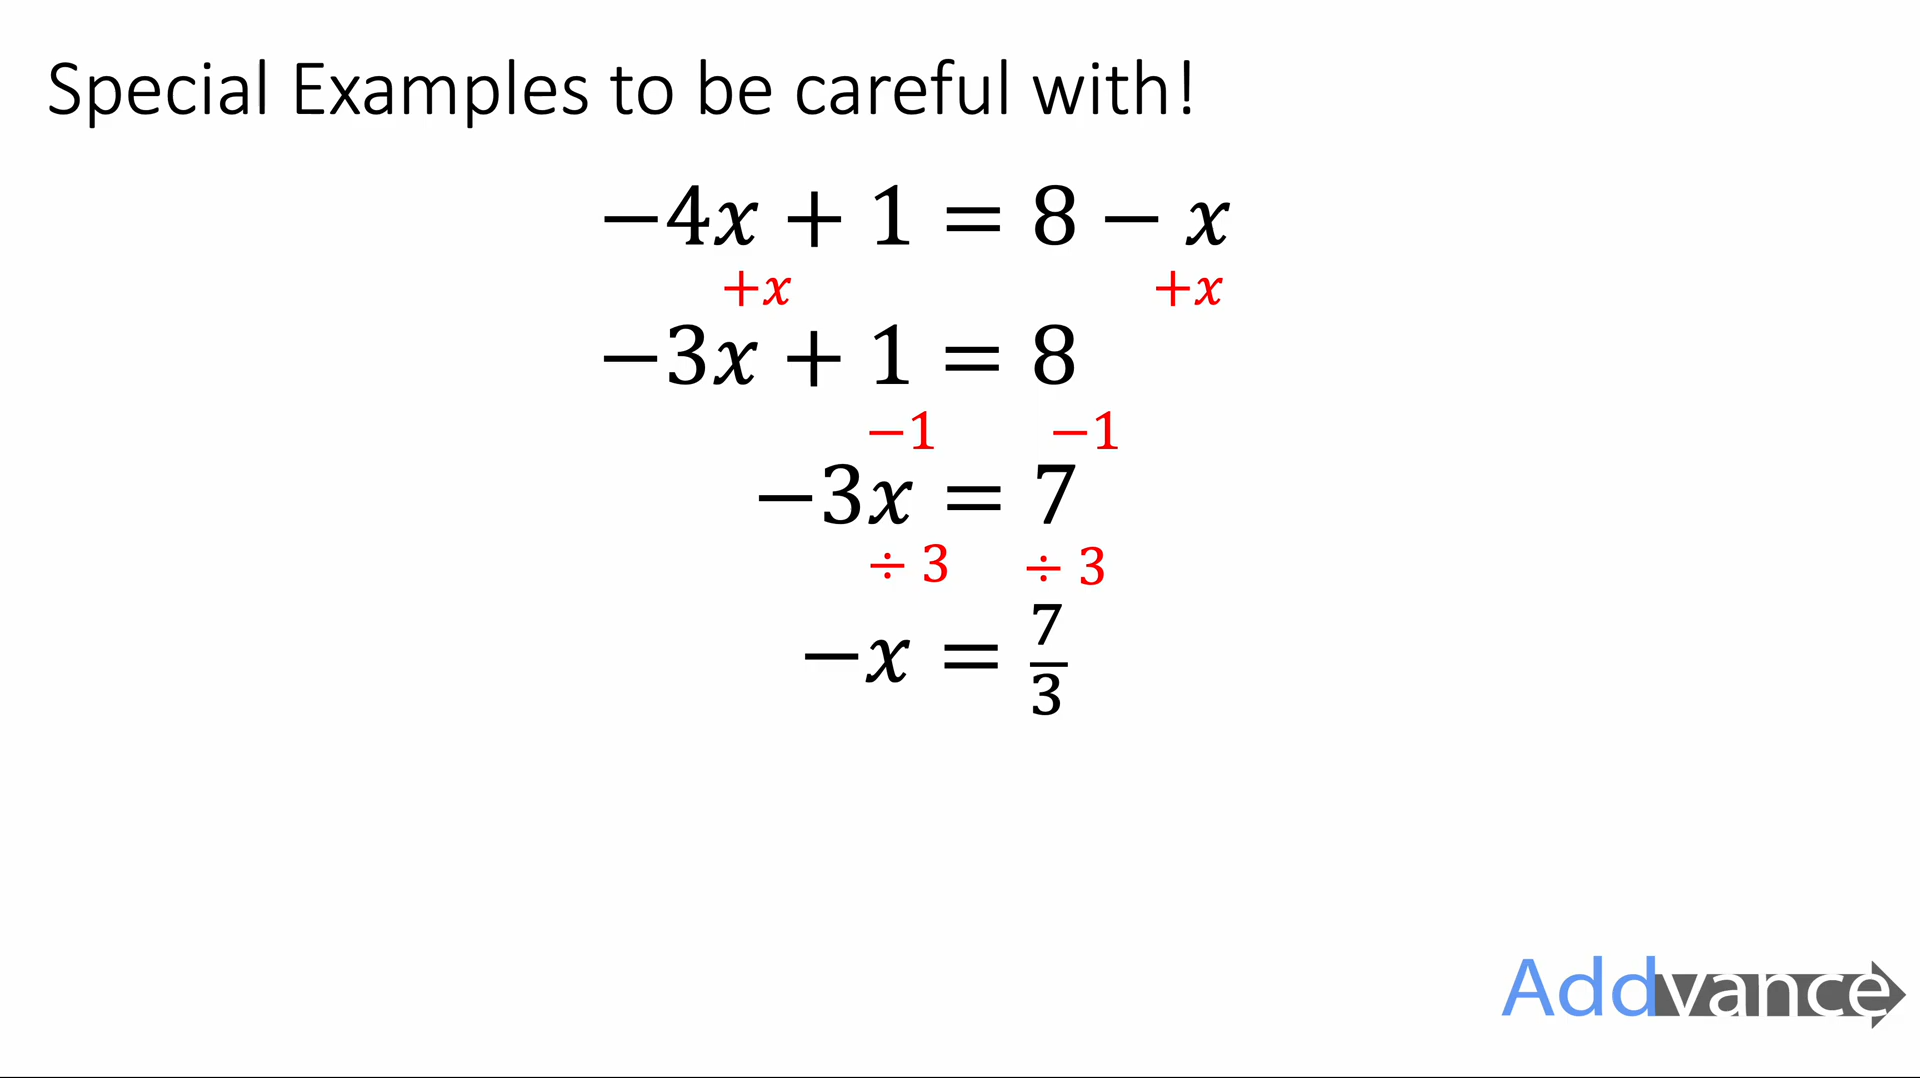 Special Examples to be careful with!
−4x + 1 = 8 − x
+x +x
−3x + 1 = 8
−1 −1
−3x = 7
÷ 3 ÷ 3
−x = 7/3
Addvance